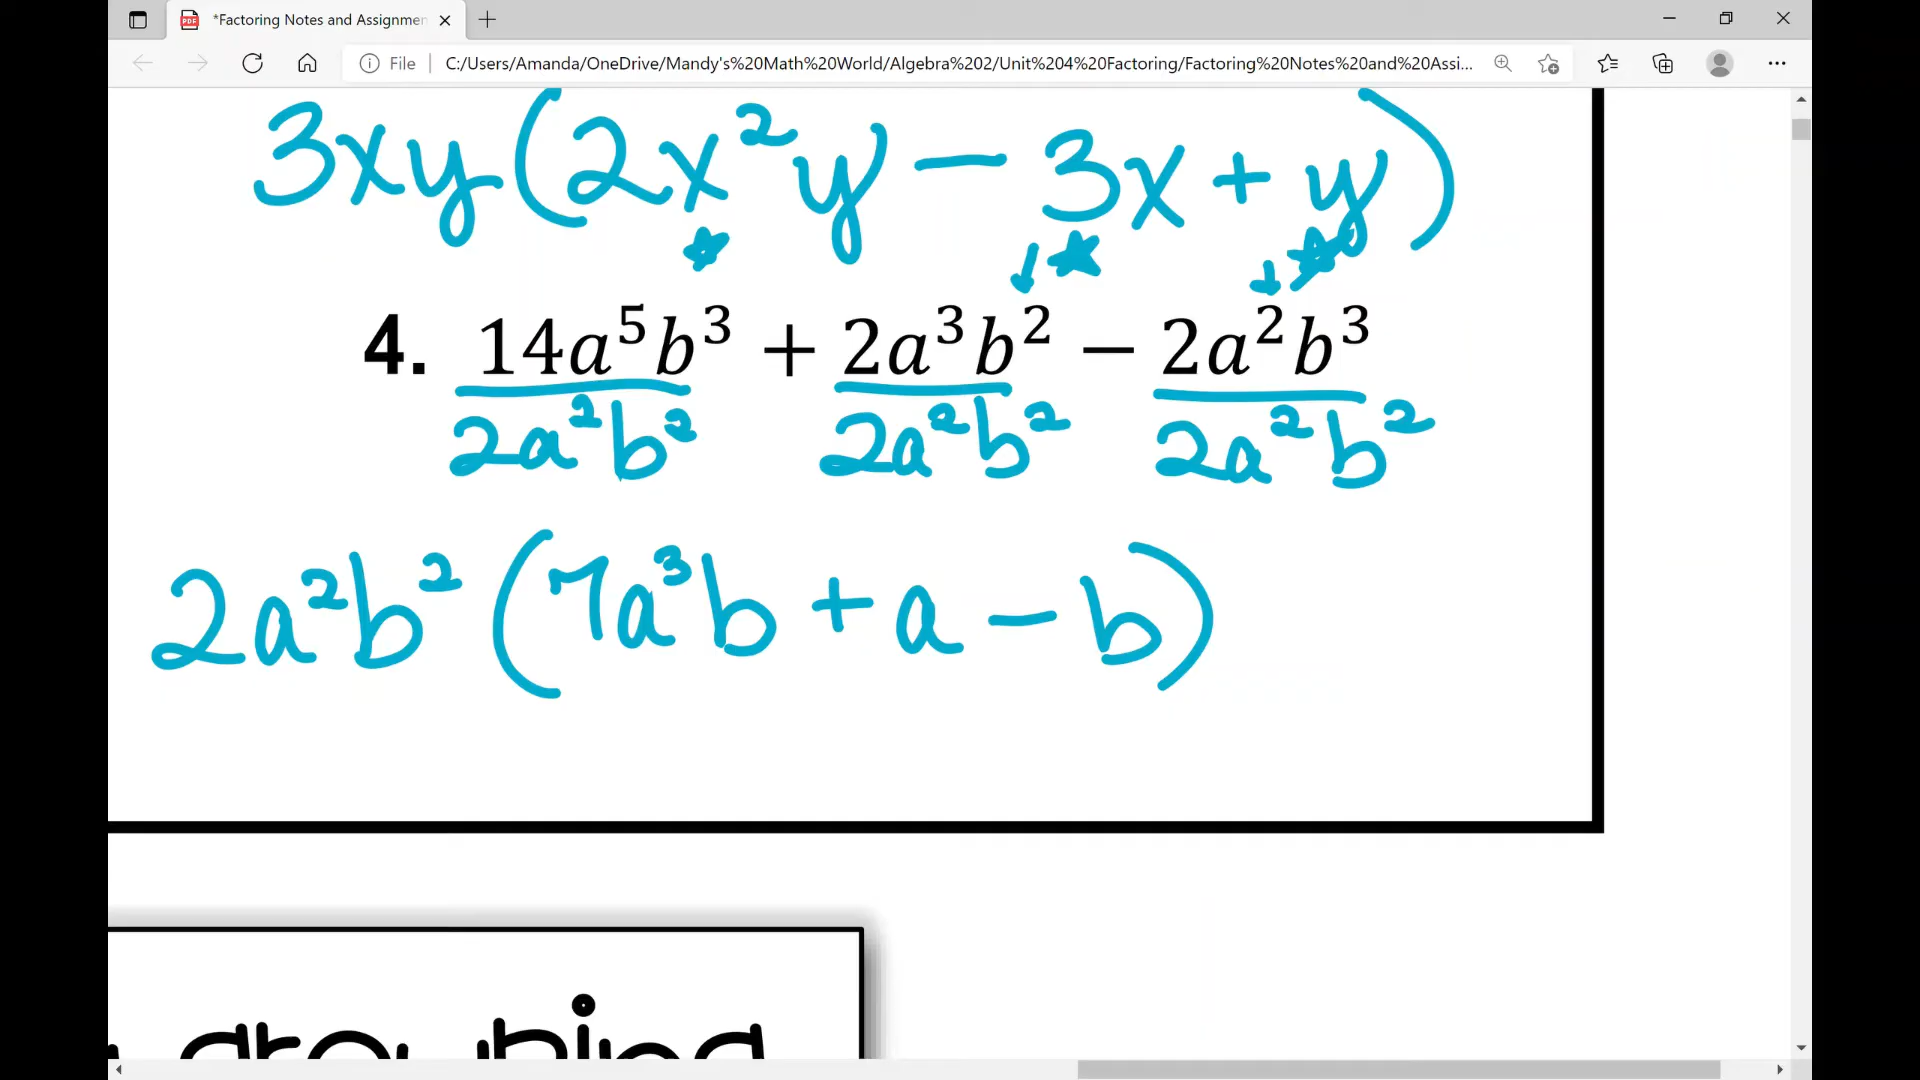 *Factoring Notes and Assignmen
File C:/Users/Amanda/OneDrive/Mandy's%20Math%20World/Algebra%202/Unit%204%20Factoring/Factoring%20Notes%20and%20Assi...
3xy(2x²y − 3x + y)
4. 14a⁵b³ + 2a³b² − 2a²b³
2a²b² 2a²b² 2a²b²
2a²b² (7a³b + a − b)
grouping